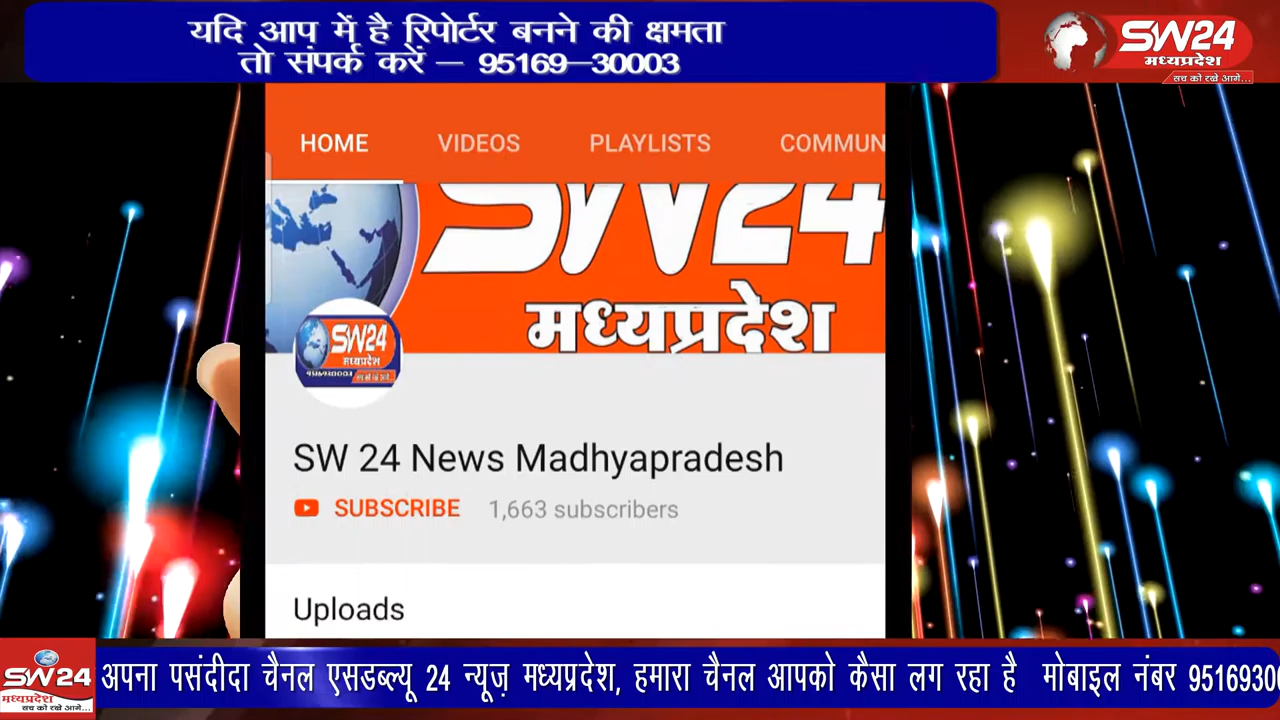 यदि आप में है रिपोर्टर बनने की क्षमता
तो संपर्क करें – 95169–30003
SW24
मध्यप्रदेश
सच को रखे आगे...
HOME VIDEOS PLAYLISTS COMMUN
SW24
मध्यप्रदेश
SW24
मध्यप्रदेश
9516930003
SW 24 News Madhyapradesh
SUBSCRIBE 1,663 subscribers
Uploads
SW24
मध्यप्रदेश
सच को रखे आगे...
अपना पसंदीदा चैनल एसडब्ल्यू 24 न्यूज़ मध्यप्रदेश, हमारा चैनल आपको कैसा लग रहा है मोबाइल नंबर 95169300